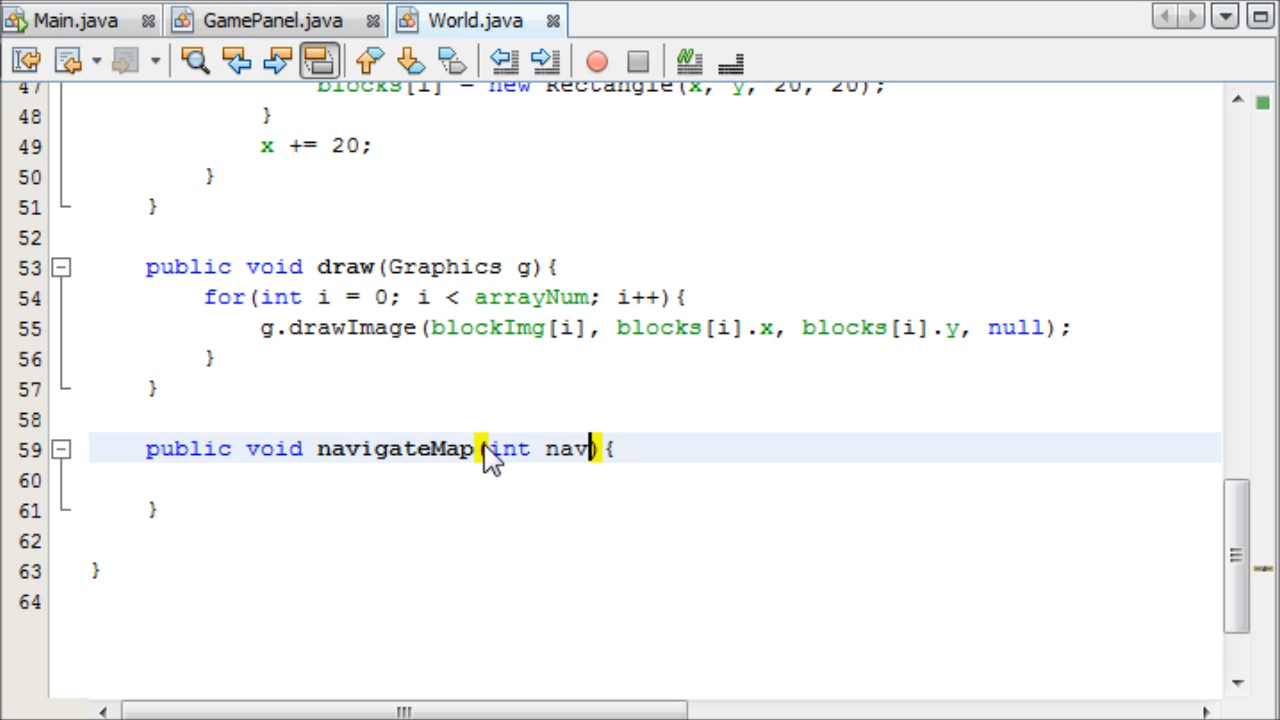 Main.java
GamePanel.java
World.java
47 blocks[i] = new Rectangle(x, y, 20, 20);
48 }
49 x += 20;
50 }
51 }
52
53 public void draw(Graphics g){
54 for(int i = 0; i < arrayNum; i++){
55 g.drawImage(blockImg[i], blocks[i].x, blocks[i].y, null);
56 }
57 }
58
59 public void navigateMap(int nav){
60
61 }
62
63 }
64